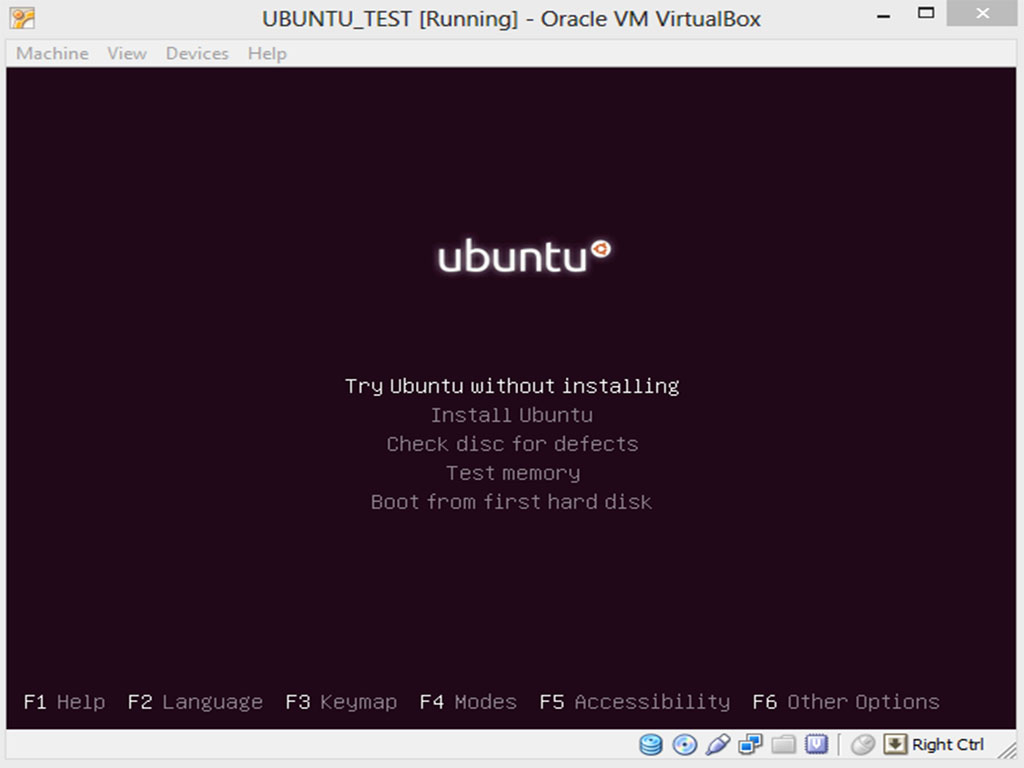 UBUNTU_TEST [Running] - Oracle VM VirtualBox
Machine View Devices Help
ubuntu
Try Ubuntu without installing
Install Ubuntu
Check disc for defects
Test memory
Boot from first hard disk
F1 Help F2 Language F3 Keymap F4 Modes F5 Accessibility F6 Other Options
Right Ctrl